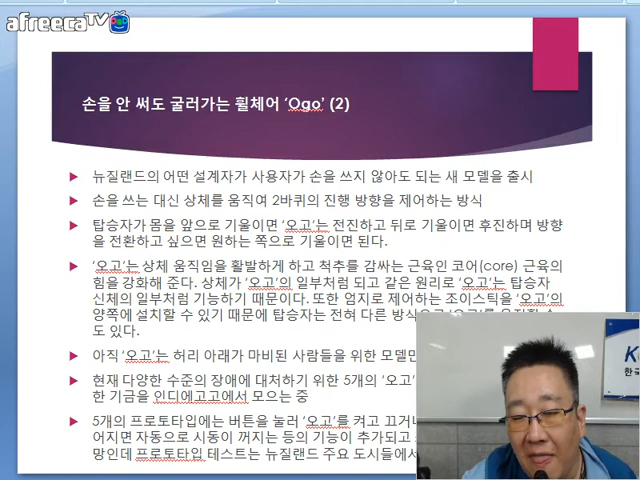 afreecaTV
손을 안 써도 굴러가는 휠체어 ‘Ogo’ (2)
뉴질랜드의 어떤 설계자가 사용자가 손을 쓰지 않아도 되는 새 모델을 출시
손을 쓰는 대신 상체를 움직여 2바퀴의 진행 방향을 제어하는 방식
탑승자가 몸을 앞으로 기울이면 ‘오고’는 전진하고 뒤로 기울이면 후진하며 방향
을 전환하고 싶으면 원하는 쪽으로 기울이면 된다.
‘오고’는 상체 움직임을 활발하게 하고 척추를 감싸는 근육인 코어(core) 근육의
힘을 강화해 준다. 상체가 ‘오고’의 일부처럼 되고 같은 원리로 ‘오고’는 탑승자
신체의 일부처럼 기능하기 때문이다. 또한 엄지로 제어하는 조이스틱을 ‘오고’의
양쪽에 설치할 수 있기 때문에 탑승자는 전혀 다른 방식
도 있다.
아직 ‘오고’는 허리 아래가 마비된 사람들을 위한 모델만
현재 다양한 수준의 장애에 대처하기 위한 5개의 ‘오고’
한 기금을 인디에고고에서 모으는 중
5개의 프로토타입에는 버튼을 눌러 ‘오고’를 켜고 끄거나
어지면 자동으로 시동이 꺼지는 등의 기능이 추가되고
망인데 프로토타입 테스트는 뉴질랜드 주요 도시들에서
K
한국